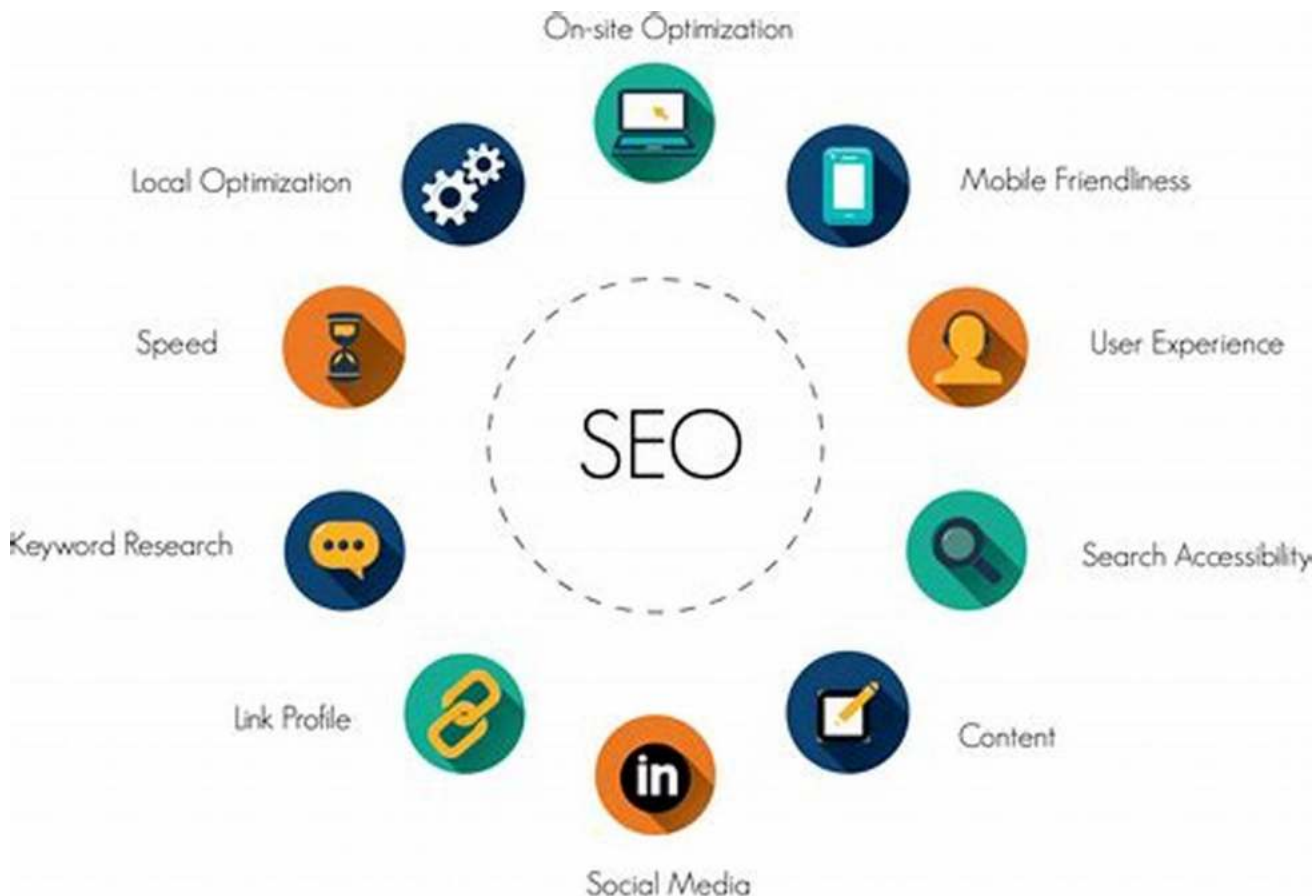 On-site Optimization
Local Optimization
Mobile Friendliness
Speed
User Experience
SEO
Keyword Research
Search Accessibility
Link Profile
Content
in
Social Media